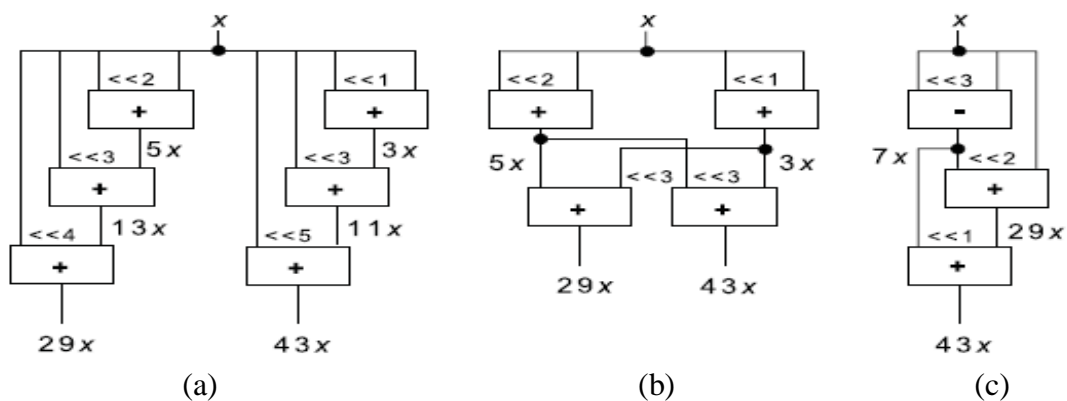 x
<<2
+
5x
<<3
+
13x
<<4
+
29x
<<1
+
3x
<<3
+
11x
<<5
+
43x
(a)
x
<<2
+
<<1
+
5x
3x
<<3
<<3
+
+
29x
43x
(b)
x
<<3
-
7x
<<2
+
29x
<<1
+
43x
(c)